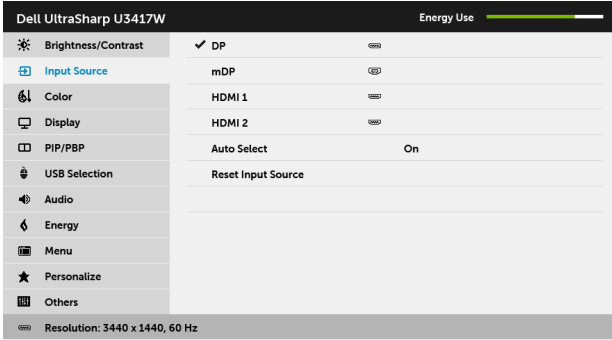 Dell UltraSharp U3417W Energy Use
Brightness/Contrast DP
Input Source mDP
Color HDMI 1
Display HDMI 2
PIP/PBP Auto Select On
USB Selection Reset Input Source
Audio
Energy
Menu
Personalize
Others
Resolution: 3440 x 1440, 60 Hz